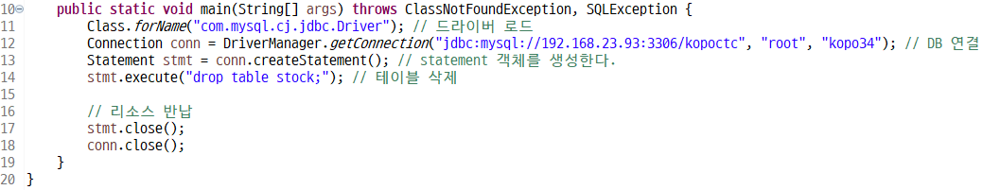 10 public static void main(String[] args) throws ClassNotFoundException, SQLException {
11 Class.forName("com.mysql.cj.jdbc.Driver"); // 드라이버 로드
12 Connection conn = DriverManager.getConnection("jdbc:mysql://192.168.23.93:3306/kopoctc", "root", "kopo34"); // DB 연결
13 Statement stmt = conn.createStatement(); // statement 객체를 생성한다.
14 stmt.execute("drop table stock;"); // 테이블 삭제
15
16 // 리소스 반납
17 stmt.close();
18 conn.close();
19 }
20 }